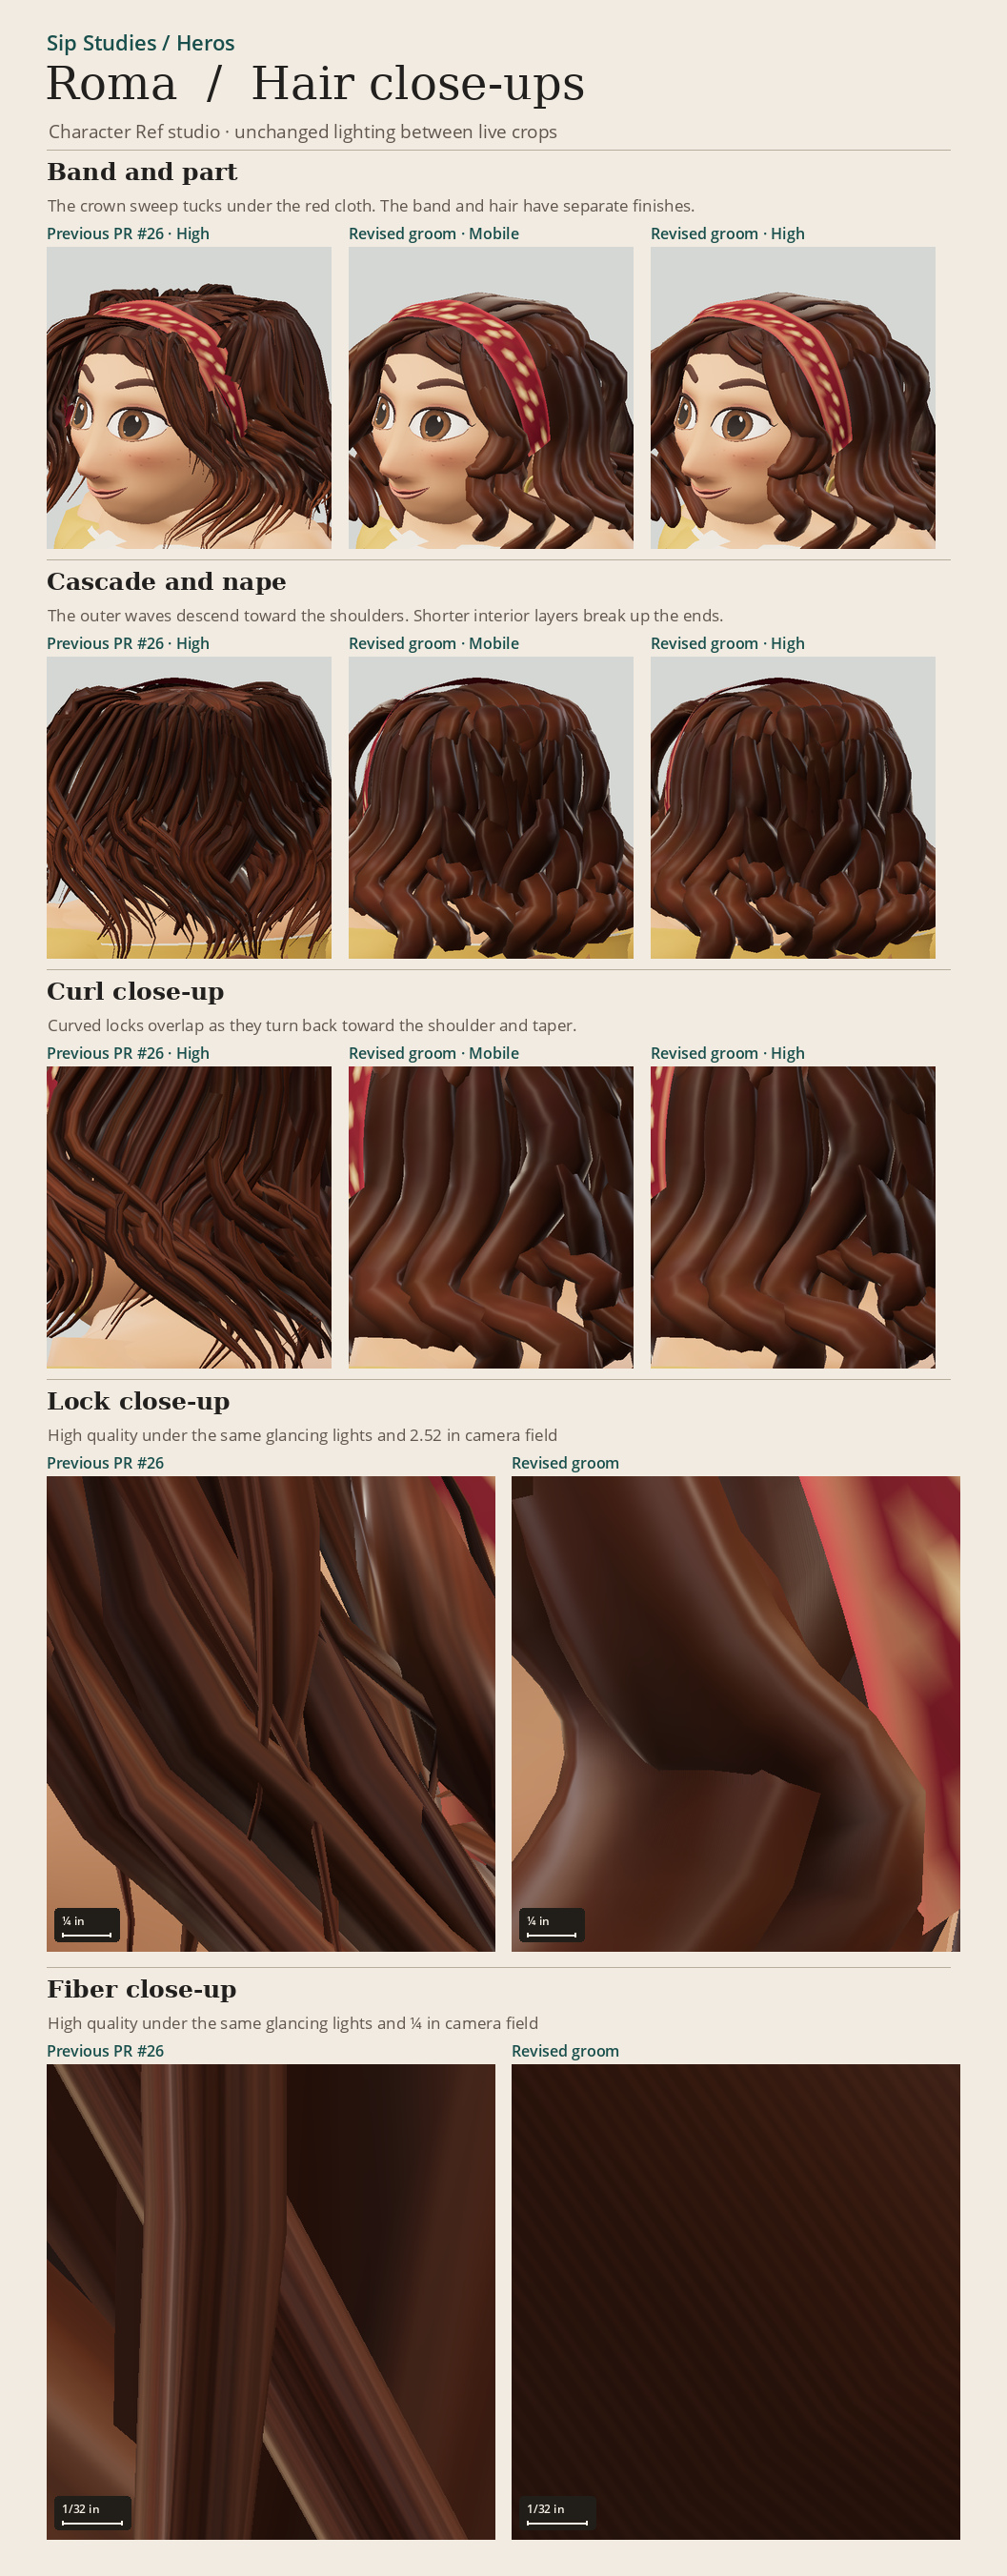 Sip Studies / Heros
Roma / Hair close-ups
Character Ref studio · unchanged lighting between live crops
Band and part
The crown sweep tucks under the red cloth. The band and hair have separate finishes.
Previous PR #26 · High
Revised groom · Mobile
Revised groom · High
Cascade and nape
The outer waves descend toward the shoulders. Shorter interior layers break up the ends.
Previous PR #26 · High
Revised groom · Mobile
Revised groom · High
Curl close-up
Curved locks overlap as they turn back toward the shoulder and taper.
Previous PR #26 · High
Revised groom · Mobile
Revised groom · High
Lock close-up
High quality under the same glancing lights and 2.52 in camera field
Previous PR #26
Revised groom
¼ in
¼ in
Fiber close-up
High quality under the same glancing lights and ¼ in camera field
Previous PR #26
Revised groom
1/32 in
1/32 in